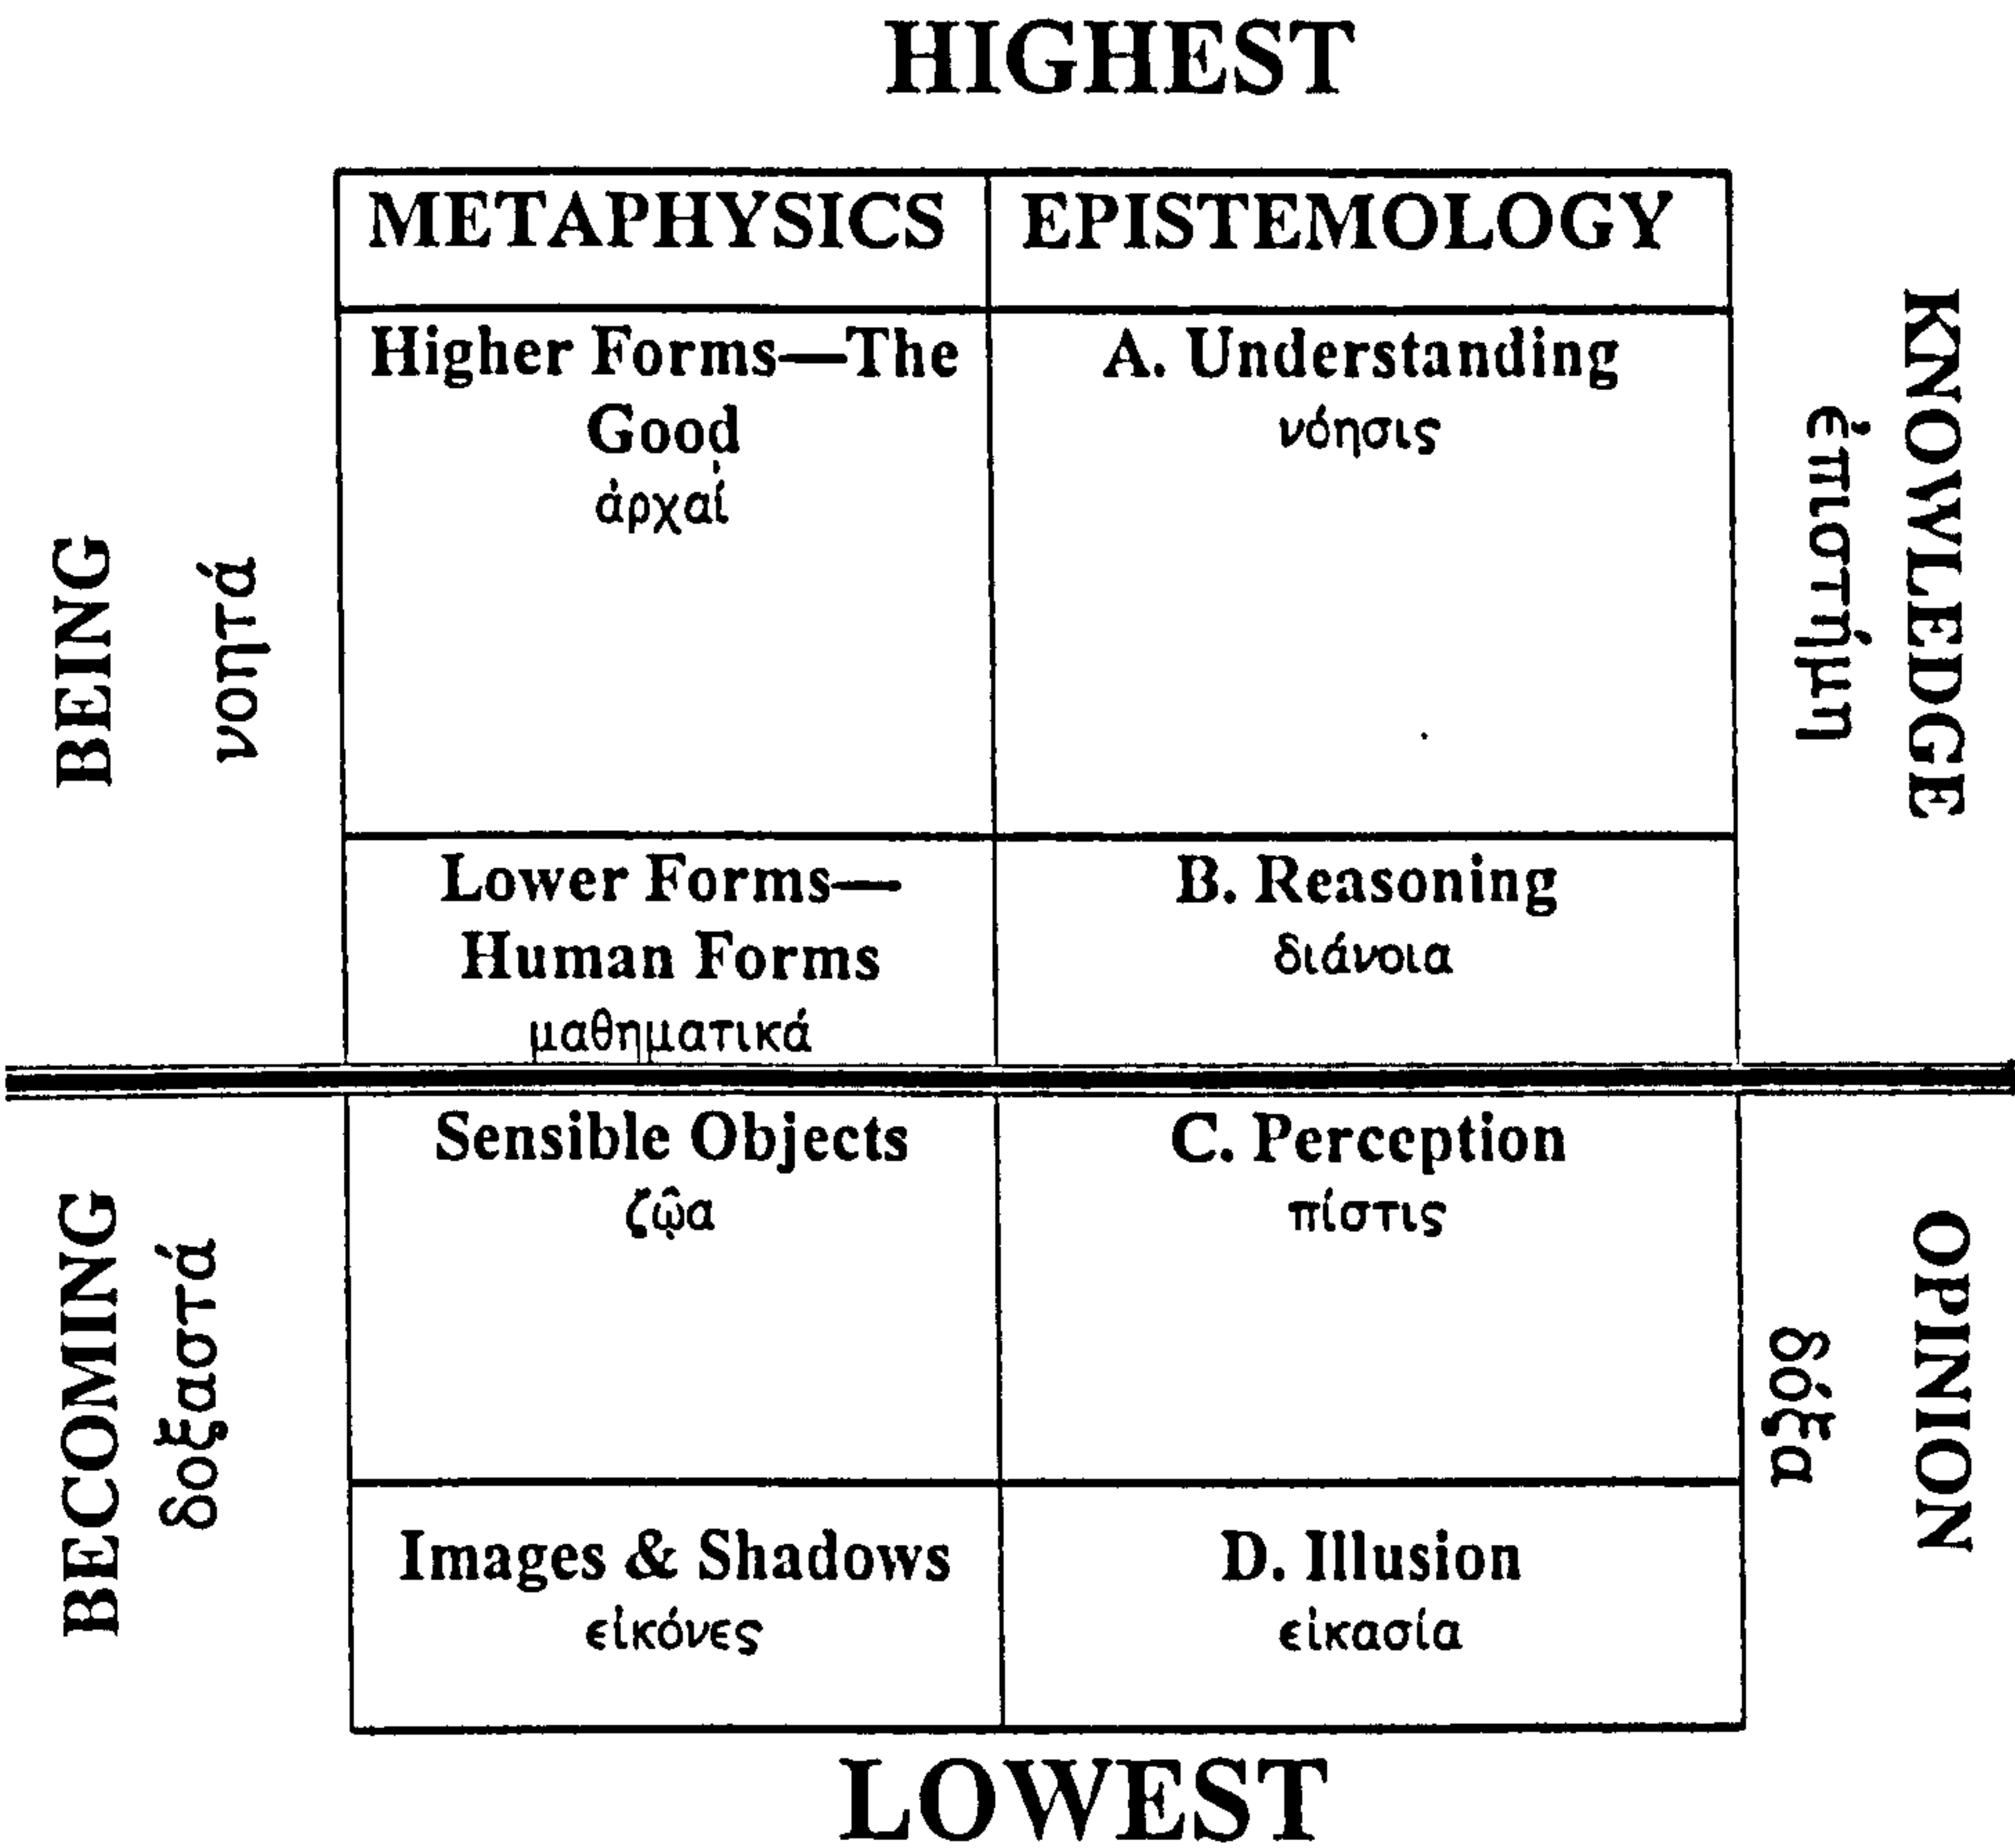 HIGHEST
METAPHYSICS EPISTEMOLOGY
Higher Forms—The
Good
ἀρχαί
A. Understanding
νόησις
BEING
νοητά
KNOWLEDGE
ἐπιστήμη
Lower Forms—
Human Forms
μαθηματικά
B. Reasoning
διάνοια
Sensible Objects
ζῷα
C. Perception
πίστις
BECOMING
δοξαστά
OPINION
δόξα
Images & Shadows
εἰκόνες
D. Illusion
εἰκασία
LOWEST